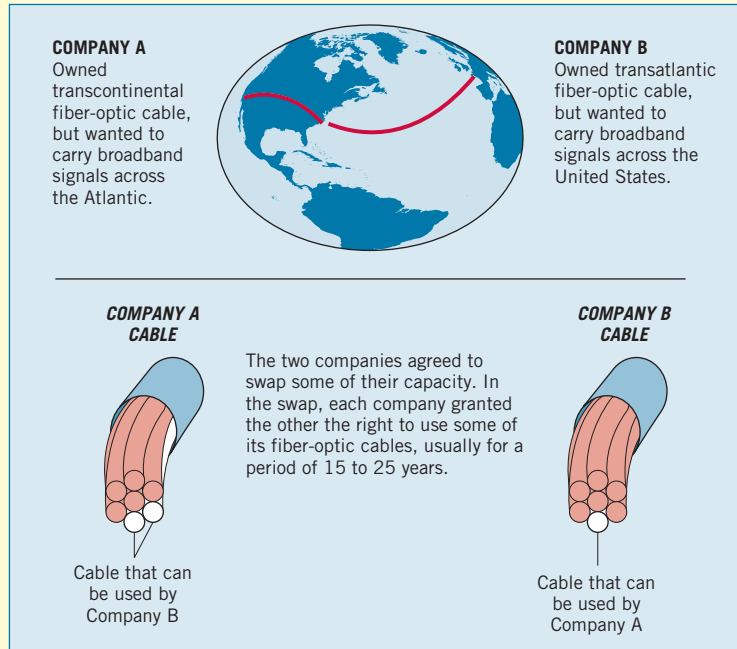 COMPANY A
Owned
transcontinental
fiber-optic cable,
but wanted to
carry broadband
signals across
the Atlantic.
COMPANY B
Owned transatlantic
fiber-optic cable,
but wanted to
carry broadband
signals across the
United States.
COMPANY A
CABLE
The two companies agreed to
swap some of their capacity. In
the swap, each company granted
the other the right to use some of
its fiber-optic cables, usually for a
period of 15 to 25 years.
COMPANY B
CABLE
Cable that can
be used by
Company B
Cable that can
be used by
Company A